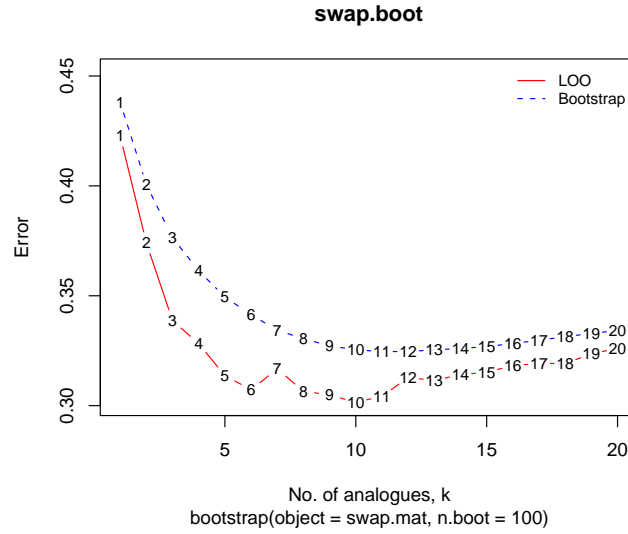 swap.boot
0.45
0.40
0.35
0.30
Error
LOO
Bootstrap
1 2 3 4 5 6 7 8 9 10 11 12 13 14 15 16 17 18 19 20
1 2 3 4 5 6 7 8 9 10 11 12 13 14 15 16 17 18 19 20
5 10 15 20
No. of analogues, k
bootstrap(object = swap.mat, n.boot = 100)